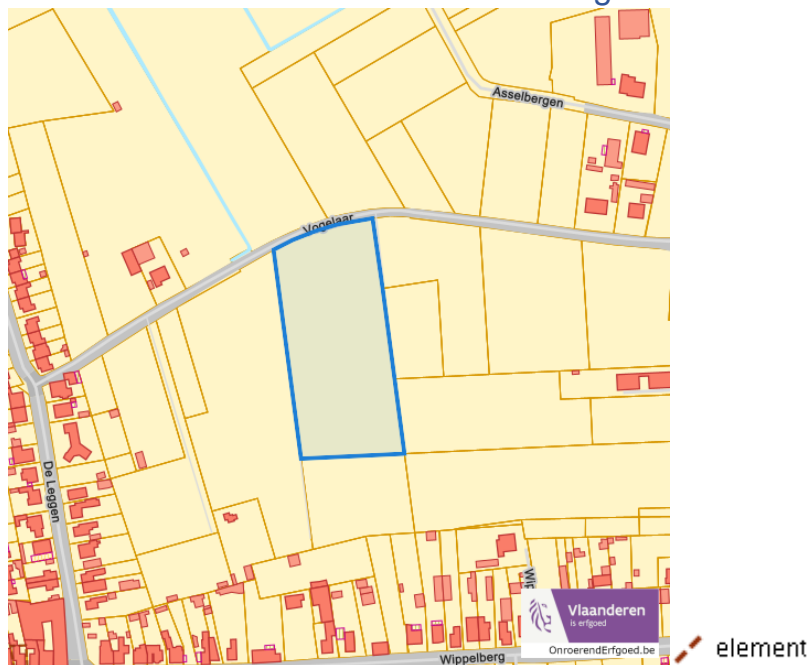 Asselbergen
Vogelaar
De Leggen
Vlaanderen
is erfgoed
OnroerendErfgoed.be
Wippelberg
element